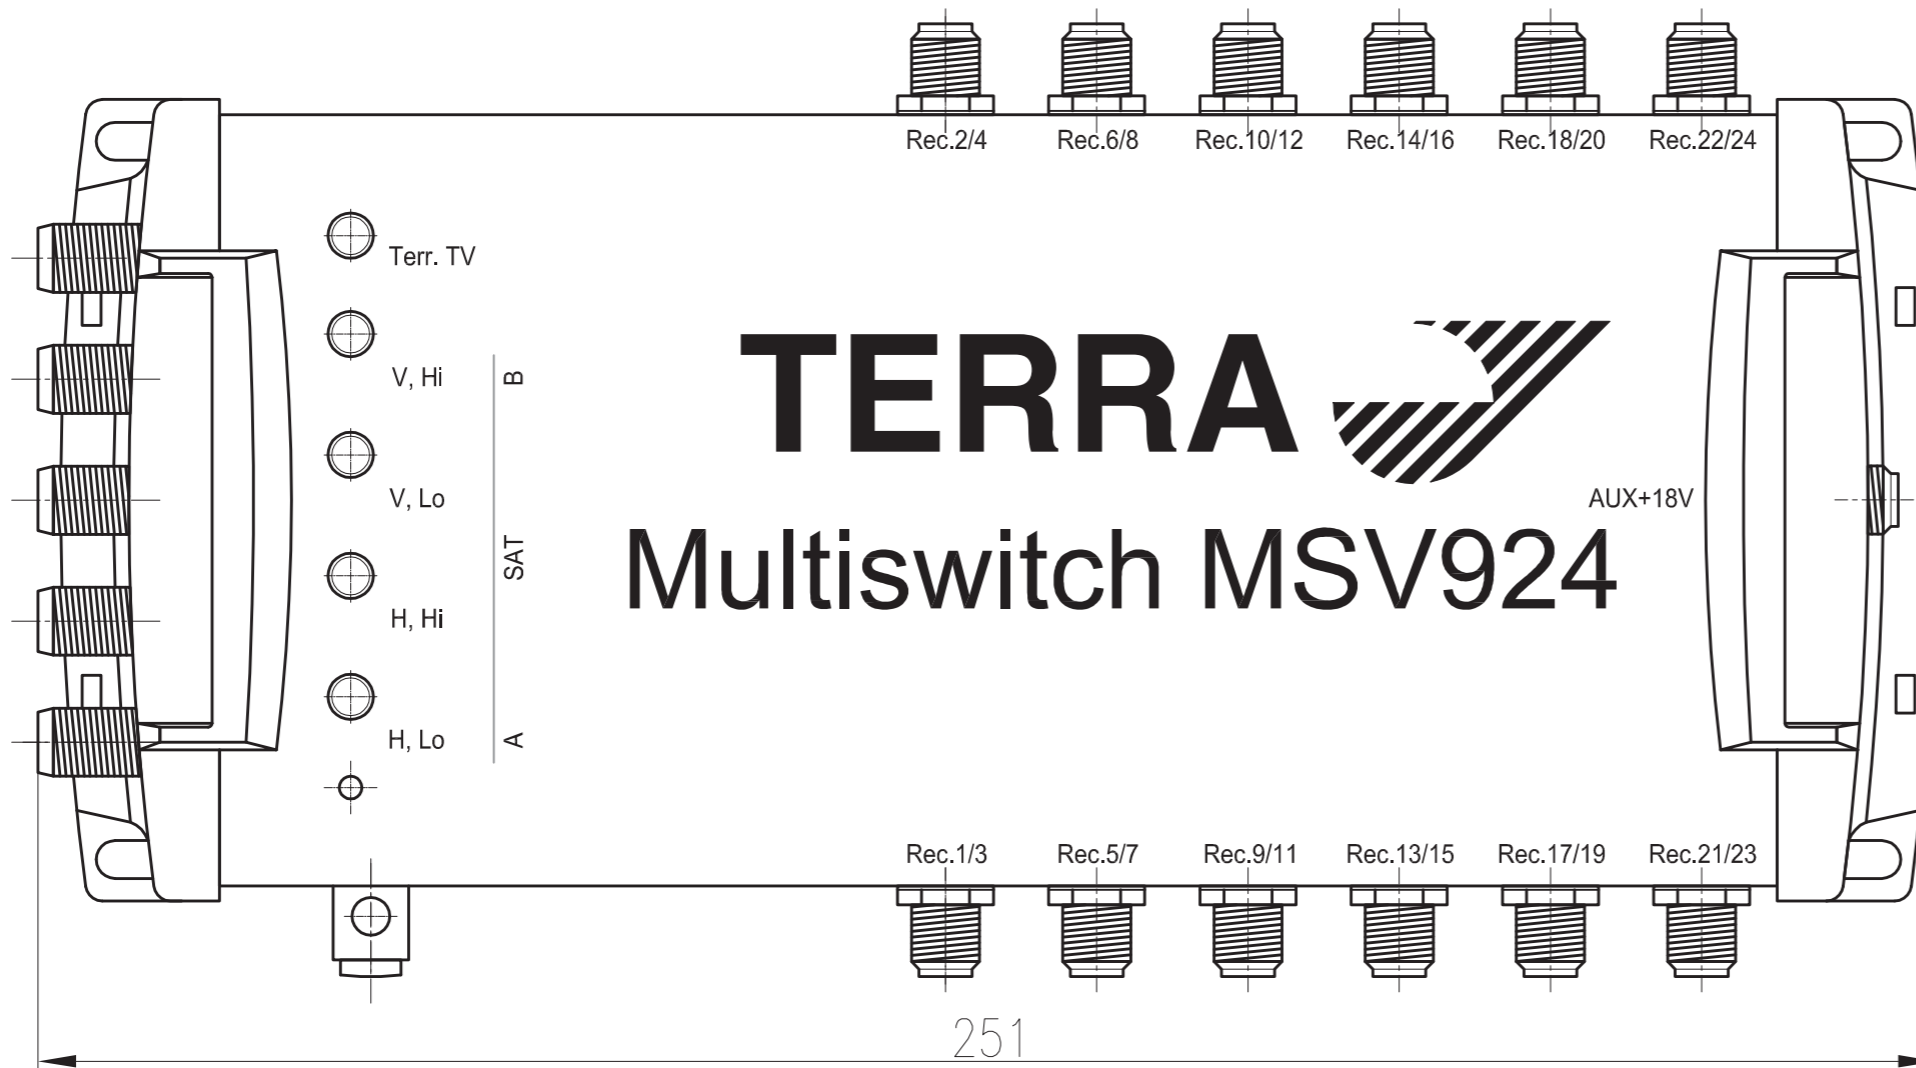 Rec.2/4 Rec.6/8 Rec.10/12 Rec.14/16 Rec.18/20 Rec.22/24
Terr. TV
V, Hi
B
TERRA
V, Lo
AUX+18V
SAT
Multiswitch MSV924
H, Hi
H, Lo
A
Rec.1/3 Rec.5/7 Rec.9/11 Rec.13/15 Rec.17/19 Rec.21/23
251